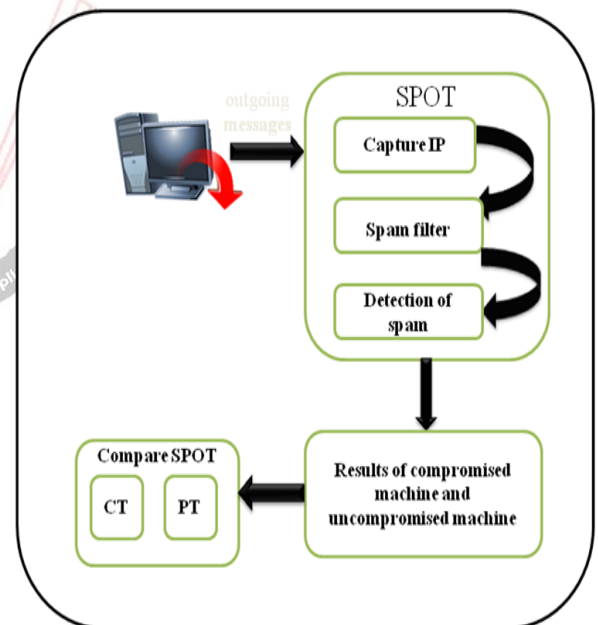 outgoing
messages
SPOT
Capture IP
Spam filter
Detection of
spam
Compare SPOT
CT
PT
Results of compromised
machine and
uncompromised machine